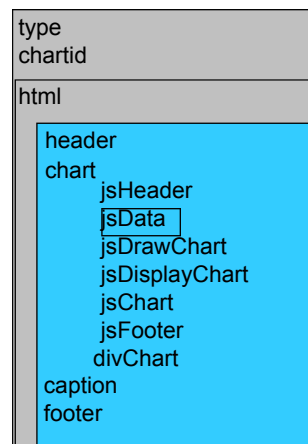 type
chartid
html
header
chart
jsHeader
jsData
jsDrawChart
jsDisplayChart
jsChart
jsFooter
divChart
caption
footer